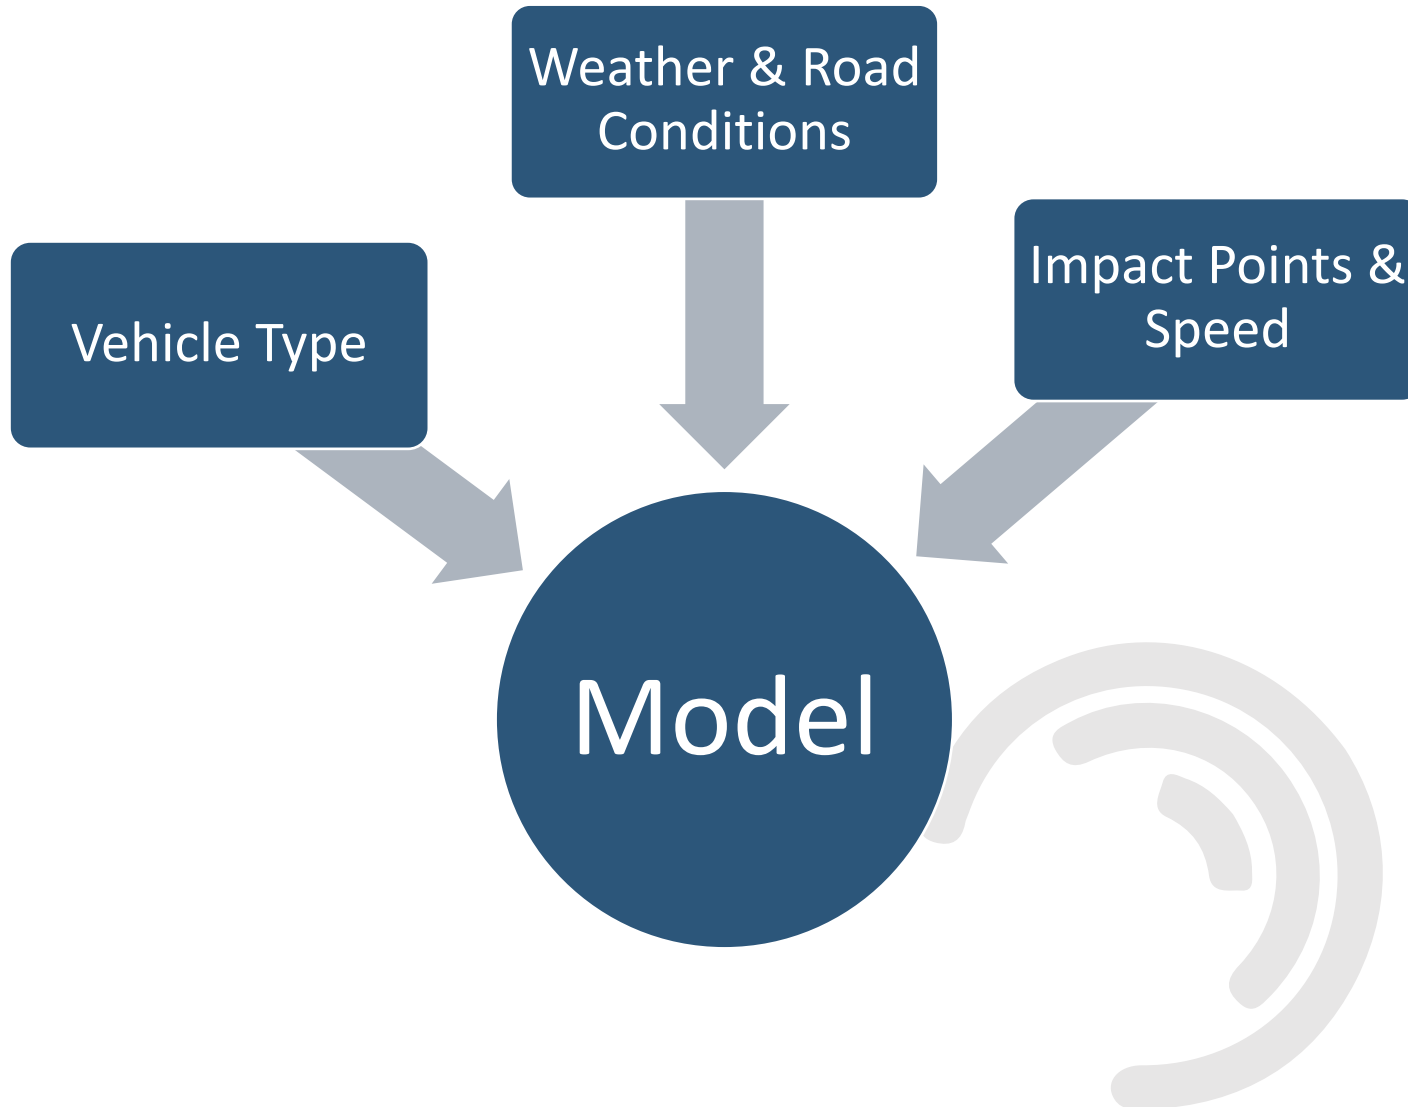 Weather & Road
Conditions
Impact Points &
Speed
Vehicle Type
Model